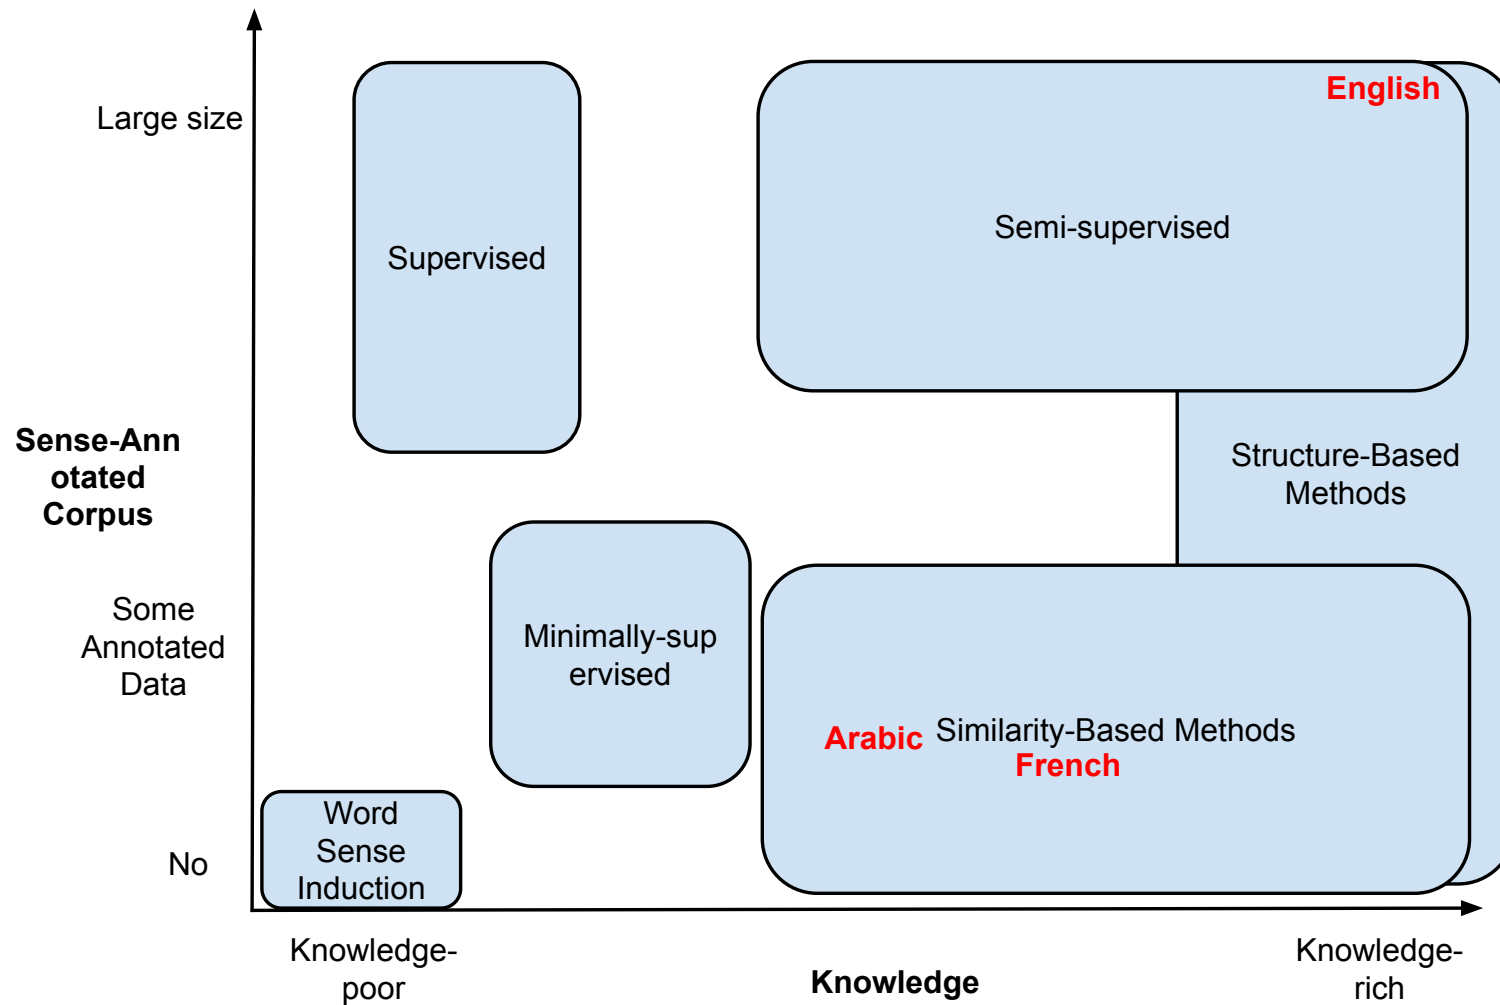 Large size
English
Supervised
Semi-supervised
Sense-Ann
otated
Corpus
Structure-Based
Methods
Some
Annotated
Data
Minimally-sup
ervised
Arabic Similarity-Based Methods
French
No
Word
Sense
Induction
Knowledge-
poor
Knowledge
Knowledge-
rich